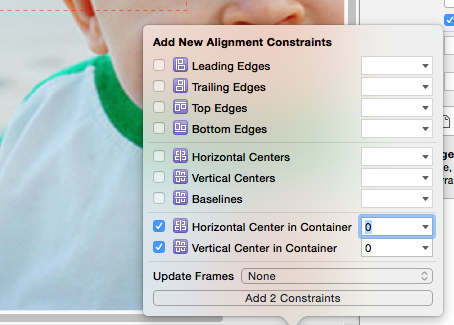 Add New Alignment Constraints
Leading Edges
Trailing Edges
Top Edges
Bottom Edges
Horizontal Centers
Vertical Centers
Baselines
Horizontal Center in Container 0
Vertical Center in Container 0
Update Frames None
Add 2 Constraints